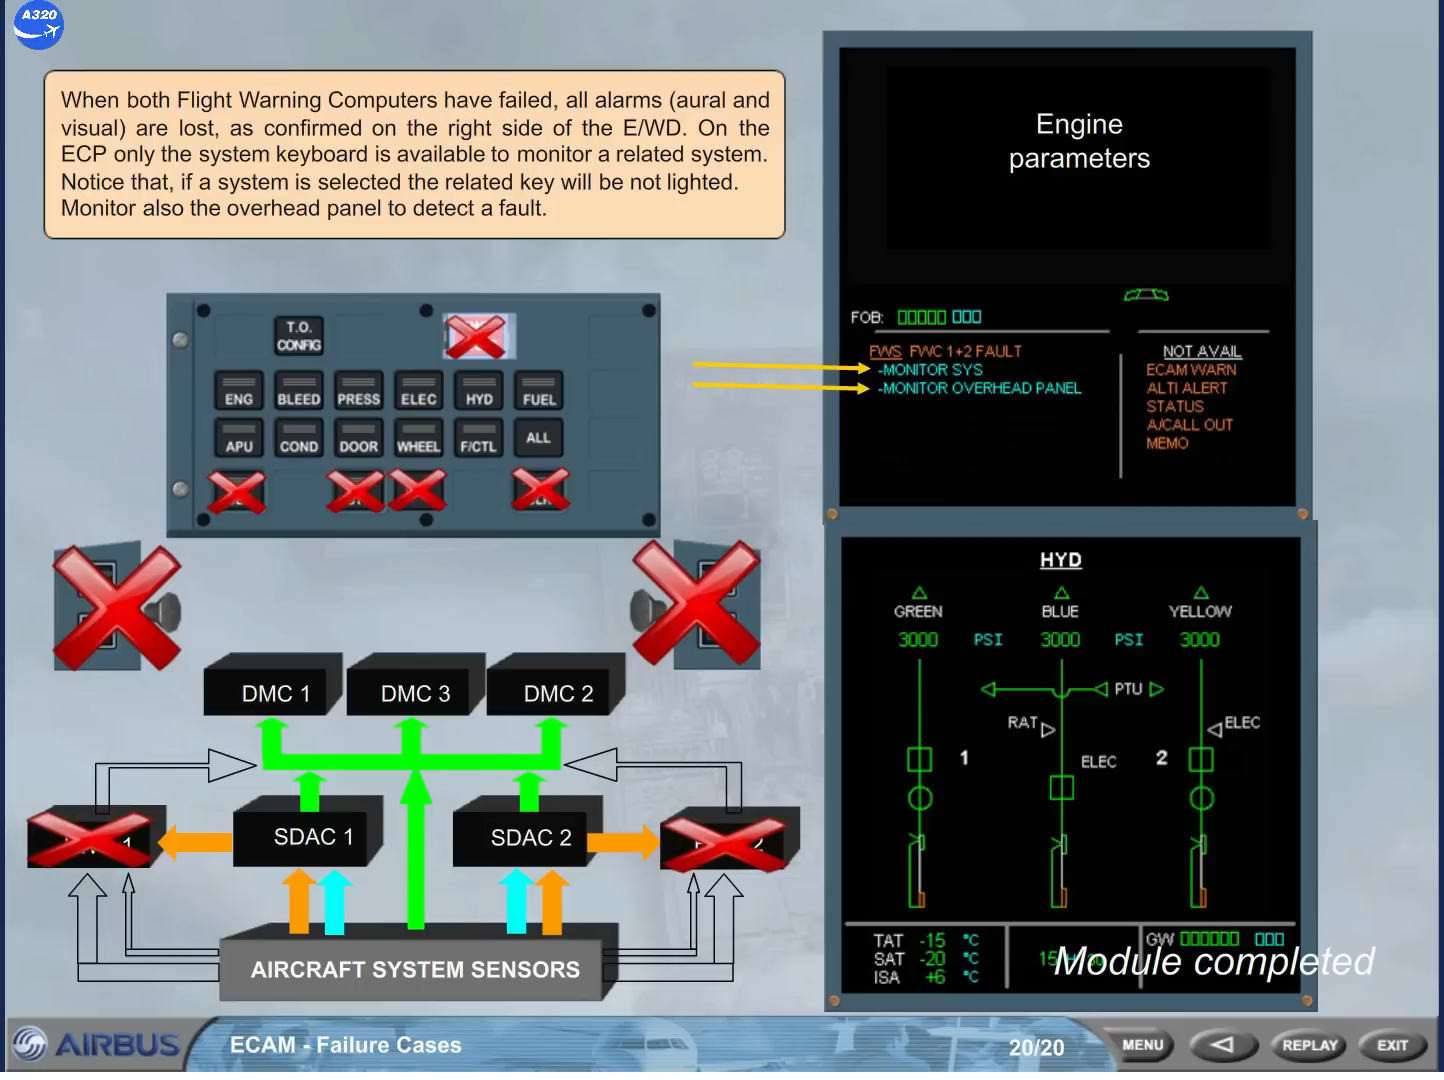 A320
When both Flight Warning Computers have failed, all alarms (aural and
visual) are lost, as confirmed on the right side of the E/WD. On the
ECP only the system keyboard is available to monitor a related system.
Notice that, if a system is selected the related key will be not lighted.
Monitor also the overhead panel to detect a fault.
T.O.
CONFIG
ENG BLEED PRESS ELEC HYD FUEL
APU COND DOOR WHEEL F/CTL ALL
Engine
parameters
FOB:
FWS FWC 1+2 FAULT
-MONITOR SYS
-MONITOR OVERHEAD PANEL
NOT AVAIL
ECAM WARN
ALTI ALERT
STATUS
A/CALL OUT
MEMO
DMC 1 DMC 3 DMC 2
SDAC 1 SDAC 2
AIRCRAFT SYSTEM SENSORS
HYD
GREEN BLUE YELLOW
3000 PSI 3000 PSI 3000
PTU
RAT
ELEC
1 ELEC 2
TAT -15 °C
SAT -20 °C
ISA +6 °C
GW
Module completed
AIRBUS
ECAM - Failure Cases
20/20
MENU REPLAY EXIT